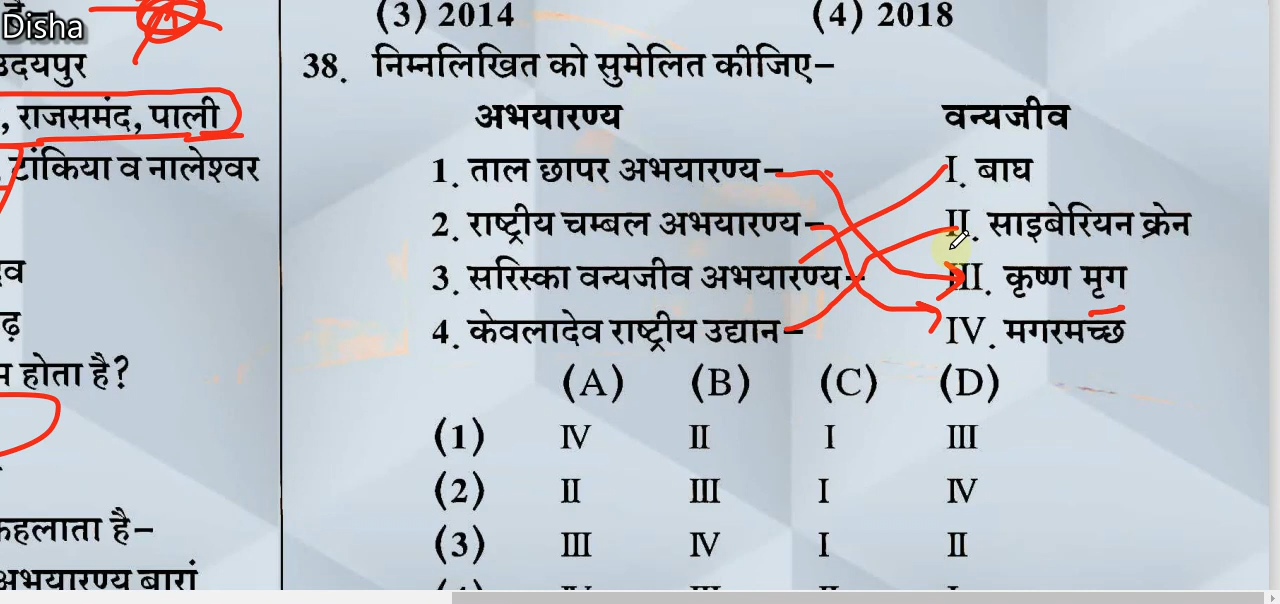 Disha
उदयपुर
, राजसमंद, पाली
टांकिया व नालेश्वर
ढ़
होता है?
कहलाता है–
अभयारण्य बारां
(3) 2014 (4) 2018
38. निम्नलिखित को सुमेलित कीजिए–
अभयारण्य वन्यजीव
1. ताल छापर अभयारण्य– I. बाघ
2. राष्ट्रीय चम्बल अभयारण्य– II. साइबेरियन क्रेन
3. सरिस्का वन्यजीव अभयारण्य– III. कृष्ण मृग
4. केवलादेव राष्ट्रीय उद्यान– IV. मगरमच्छ
(A) (B) (C) (D)
(1) IV II I III
(2) II III I IV
(3) III IV I II